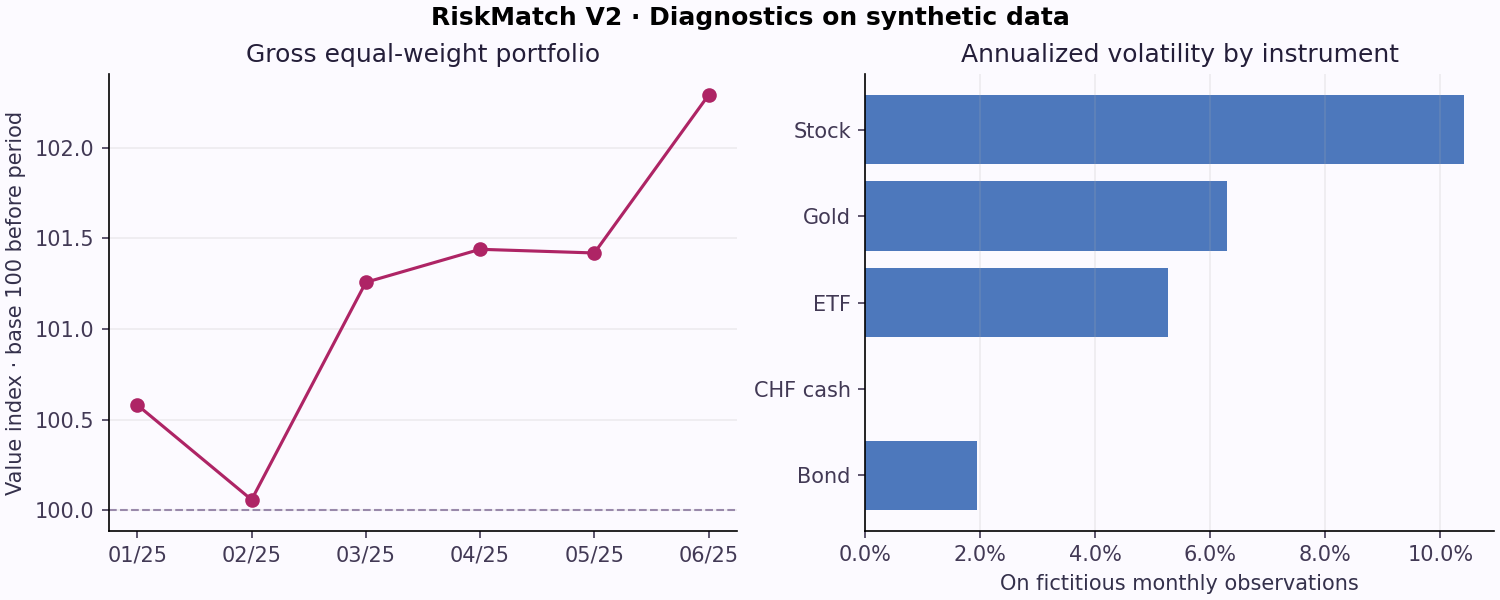 RiskMatch V2 · Diagnostics on synthetic data
Gross equal-weight portfolio
Value index · base 100 before period
102.0
101.5
101.0
100.5
100.0
01/25 02/25 03/25 04/25 05/25 06/25
Annualized volatility by instrument
Stock
Gold
ETF
CHF cash
Bond
0.0% 2.0% 4.0% 6.0% 8.0% 10.0%
On fictitious monthly observations